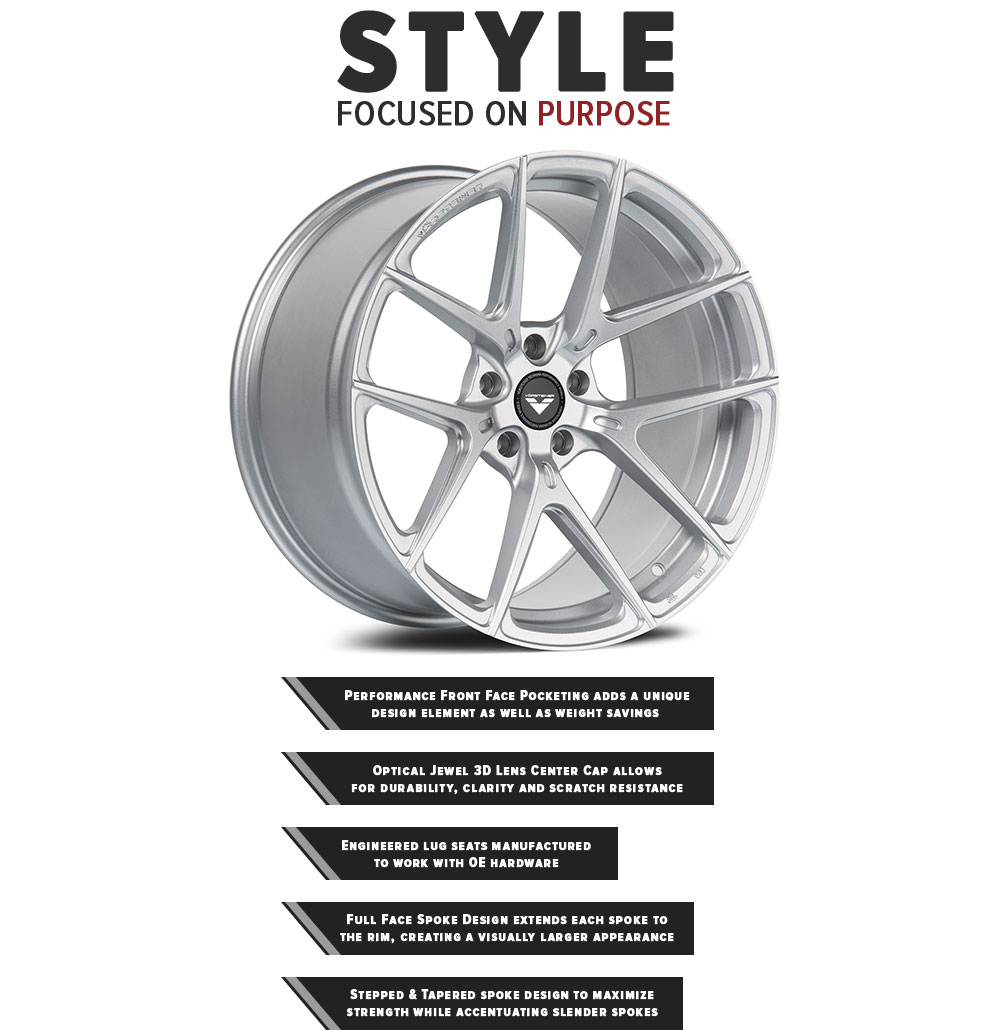 STYLE
FOCUSED ON PURPOSE
VORSTEINER
VORSTEINER
Performance Front Face Pocketing adds a unique
design element as well as weight savings
Optical Jewel 3D Lens Center Cap allows
for durability, clarity and scratch resistance
Engineered lug seats manufactured
to work with OE hardware
Full Face Spoke Design extends each spoke to
the rim, creating a visually larger appearance
Stepped & Tapered spoke design to maximize
strength while accentuating slender spokes